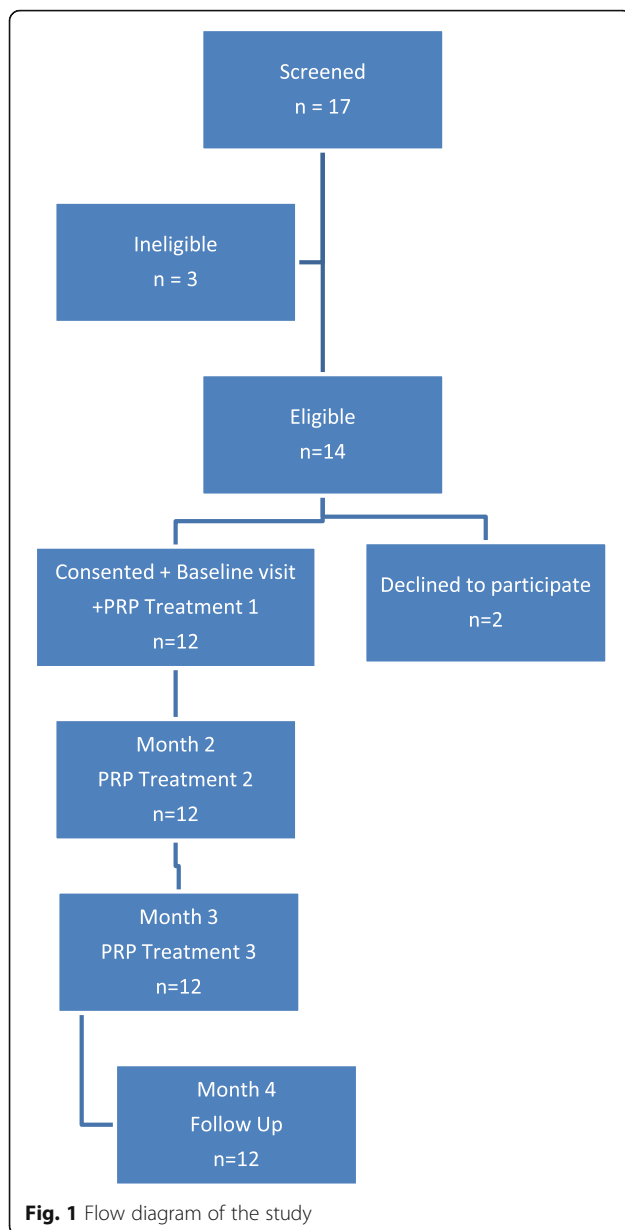 Screened
n = 17
Ineligible
n = 3
Eligible
n=14
Consented + Baseline visit
+PRP Treatment 1
n=12
Declined to participate
n=2
Month 2
PRP Treatment 2
n=12
Month 3
PRP Treatment 3
n=12
Month 4
Follow Up
n=12
Fig. 1 Flow diagram of the study